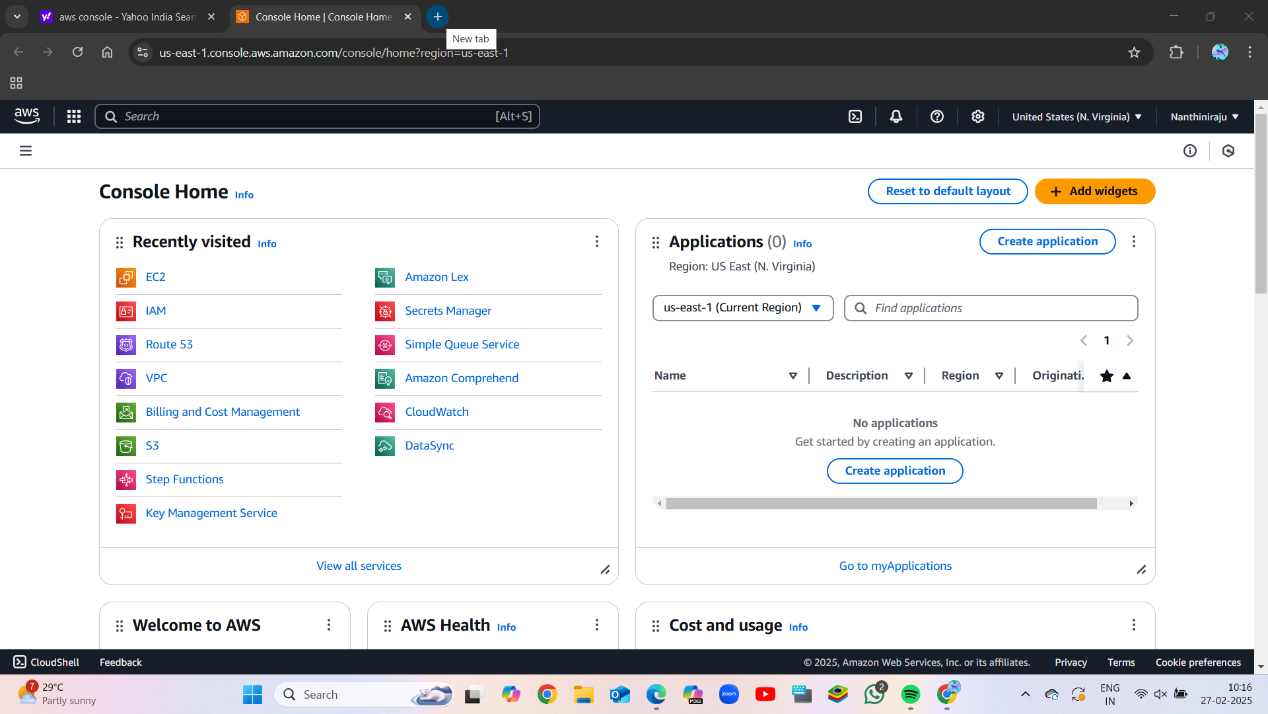 aws console - Yahoo India Sear
Console Home | Console Home
New tab
us-east-1.console.aws.amazon.com/console/home?region=us-east-1
aws
Search [Alt+S]
United States (N. Virginia)
Nanthiniraju
Console Home Info
Reset to default layout
Add widgets
Recently visited Info
EC2
IAM
Route 53
VPC
Billing and Cost Management
S3
Step Functions
Key Management Service
Amazon Lex
Secrets Manager
Simple Queue Service
Amazon Comprehend
CloudWatch
DataSync
View all services
Applications (0) Info
Create application
Region: US East (N. Virginia)
us-east-1 (Current Region)
Find applications
1
Name Description Region Originati.
No applications
Get started by creating an application.
Create application
Go to myApplications
Welcome to AWS
AWS Health Info
Cost and usage Info
CloudShell
Feedback
© 2025, Amazon Web Services, Inc. or its affiliates.
Privacy
Terms
Cookie preferences
7
29°C
Partly sunny
Search
zoom
2
ENG
IN
10:16
27-02-2025